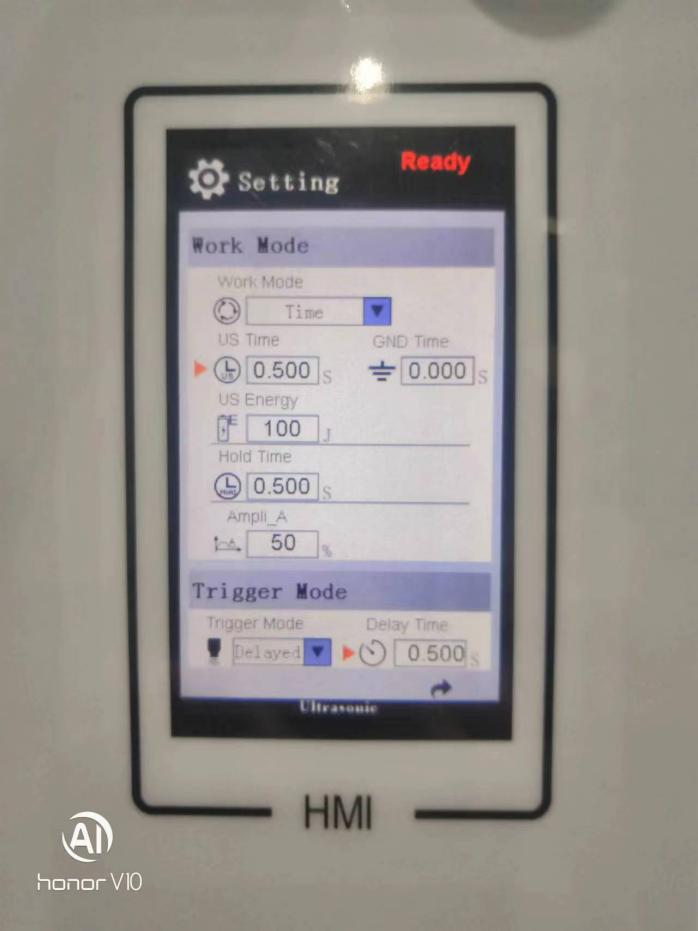 Ready
Setting
Work Mode
Work Mode
Time
US Time GND Time
0.500 S 0.000 S
US Energy
100 J
Hold Time
0.500 S
Ampli_A
50 %
Trigger Mode
Trigger Mode Delay Time
Delayed 0.500 S
Ultrasonic
HMI
AI
honor V10